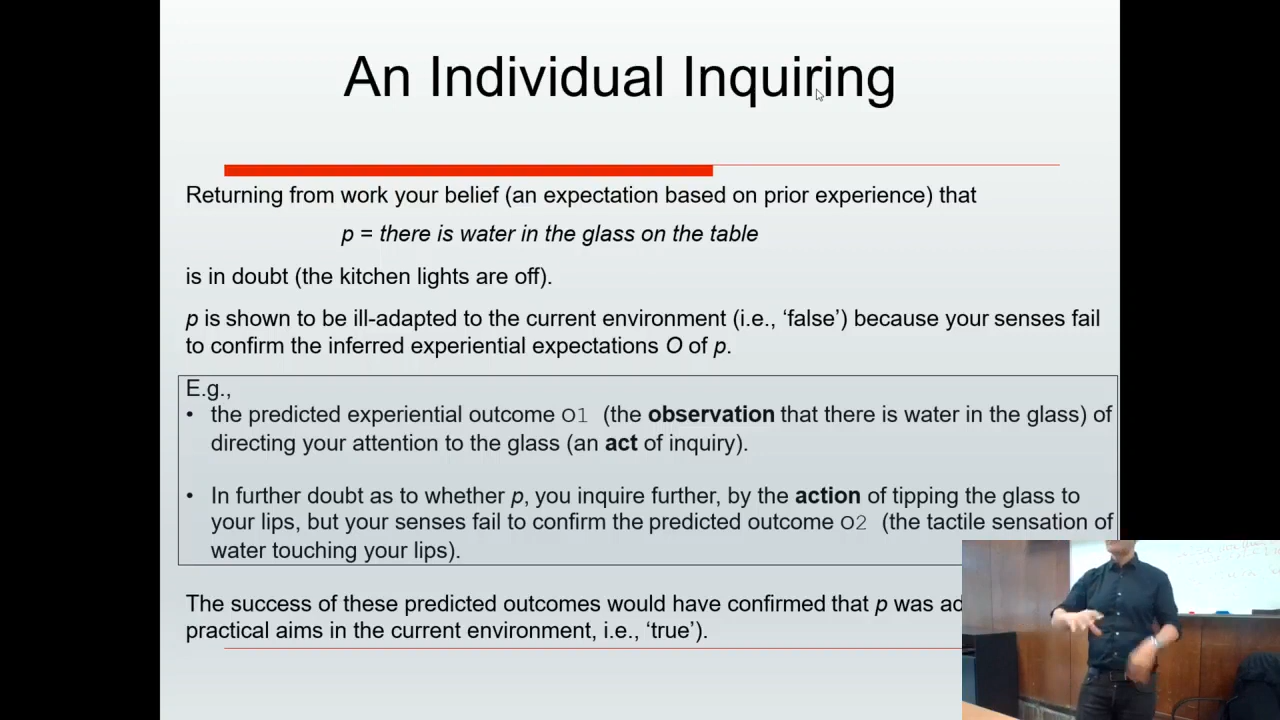 An Individual Inquiring
Returning from work your belief (an expectation based on prior experience) that
p = there is water in the glass on the table
is in doubt (the kitchen lights are off).
p is shown to be ill-adapted to the current environment (i.e., ‘false’) because your senses fail
to confirm the inferred experiential expectations O of p.
E.g.,
• the predicted experiential outcome O1 (the observation that there is water in the glass) of
directing your attention to the glass (an act of inquiry).
• In further doubt as to whether p, you inquire further, by the action of tipping the glass to
your lips, but your senses fail to confirm the predicted outcome O2 (the tactile sensation of
water touching your lips).
The success of these predicted outcomes would have confirmed that p was
practical aims in the current environment, i.e., ‘true’).